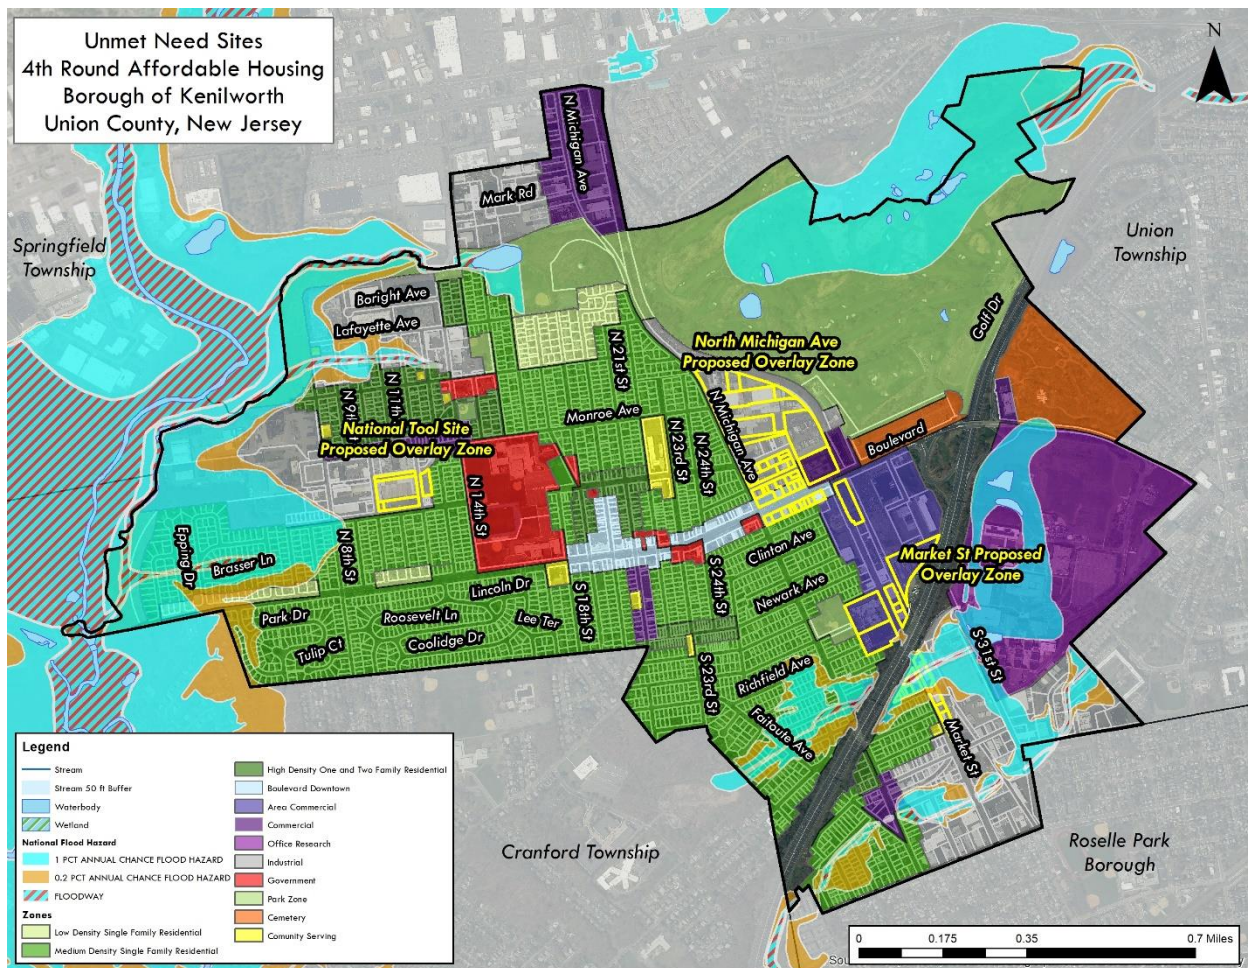 Unmet Need Sites
4th Round Affordable Housing
Borough of Kenilworth
Union County, New Jersey
N
N Michigan Ave
Mark Rd
Springfield
Township
Union
Township
Boright Ave
Lafayette Ave
Golf Dr
N 21st St
North Michigan Ave
Proposed Overlay Zone
N 9th
N 11th
Monroe Ave
N Michigan Ave
National Tool Site
Proposed Overlay Zone
N 23rd St
N 24th St
Boulevard
N 14th St
Epping Dr
Brasser Ln
N 8th St
Clinton Ave
Market St Proposed
Overlay Zone
Lincoln Dr
S 24th St
Newark Ave
Park Dr
Roosevelt Ln
Lee Ter
S 18th St
Tulip Ct
Coolidge Dr
S 23rd St
Richfield Ave
S 31st St
Faitoute Ave
Market St
Cranford Township
Roselle Park
Borough
Legend
Stream
Stream 50 ft Buffer
Waterbody
Wetland
National Flood Hazard
1 PCT ANNUAL CHANCE FLOOD HAZARD
0.2 PCT ANNUAL CHANCE FLOOD HAZARD
FLOODWAY
Zones
Low Density Single Family Residential
Medium Density Single Family Residential
High Density One and Two Family Residential
Boulevard Downtown
Area Commercial
Commercial
Office Research
Industrial
Government
Park Zone
Cemetery
Comunity Serving
0 0.175 0.35 0.7 Miles